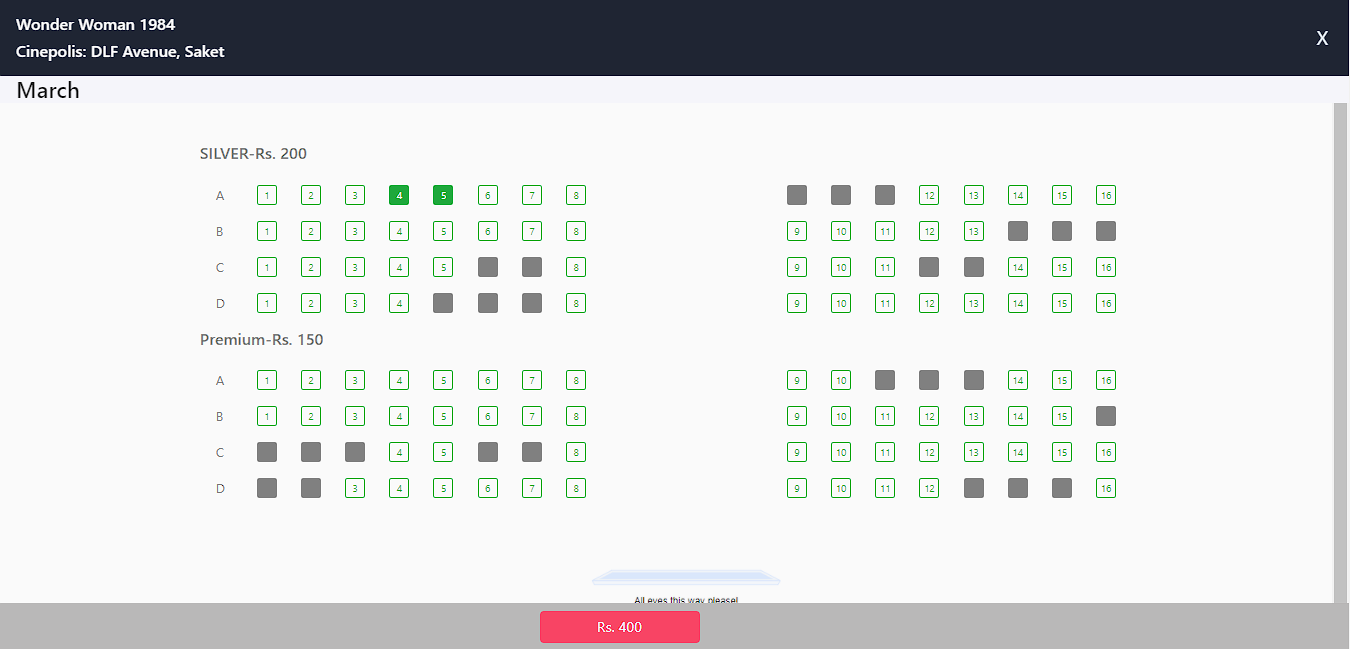 Wonder Woman 1984
Cinepolis: DLF Avenue, Saket
X
March
SILVER-Rs. 200
A 1 2 3 4 5 6 7 8 12 13 14 15 16
B 1 2 3 4 5 6 7 8 9 10 11 12 13
C 1 2 3 4 5 8 9 10 11 14 15 16
D 1 2 3 4 8 9 10 11 12 13 14 15 16
Premium-Rs. 150
A 1 2 3 4 5 6 7 8 9 10 14 15 16
B 1 2 3 4 5 6 7 8 9 10 11 12 13 14 15
C 4 5 8 9 10 11 12 13 14 15 16
D 3 4 5 6 7 8 9 10 11 12 16
All eyes this way please!
Rs. 400